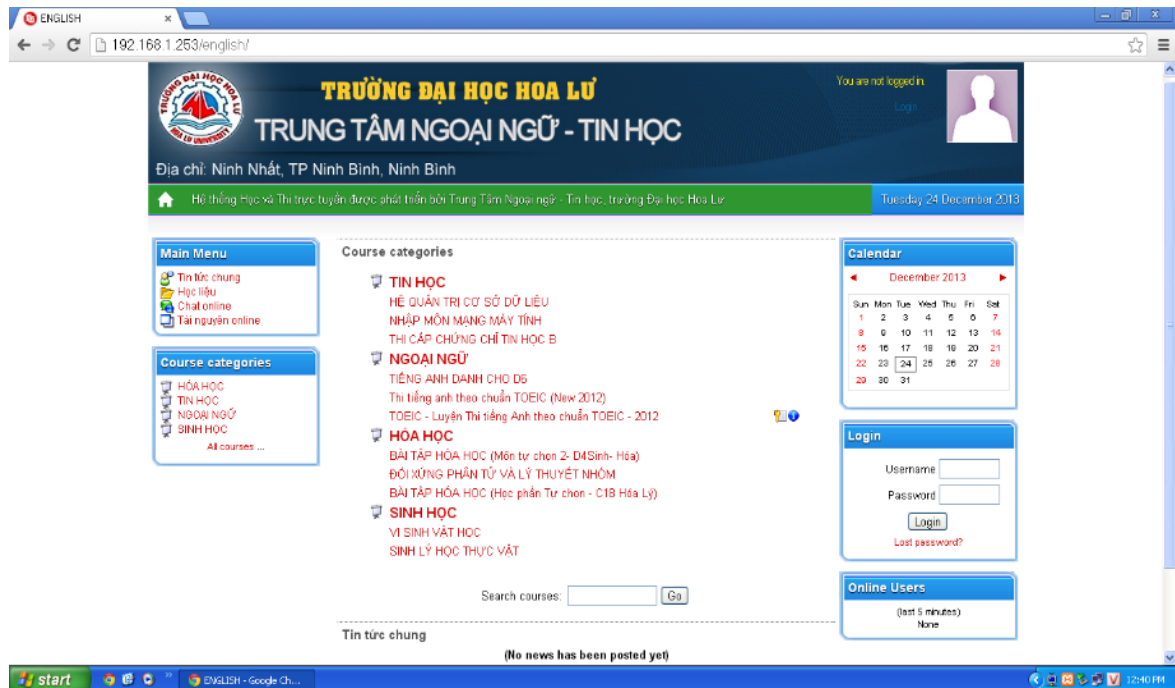 ENGLISH
192.168.1.253/english/
TRƯỜNG ĐẠI HỌC HOA LƯ
HOA LU UNIVERSITY
TRƯỜNG ĐẠI HỌC HOA LƯ
TRUNG TÂM NGOẠI NGỮ - TIN HỌC
Địa chỉ: Ninh Nhất, TP Ninh Bình, Ninh Bình
You are not logged in.
Login
Hệ thống Học và Thi trực tuyến được phát triển bởi Trung Tâm Ngoại ngữ - Tin học, trường Đại học Hoa Lư
Tuesday 24 December 2013
Main Menu
Tin tức chung
Học liệu
Chat online
Tài nguyên online
Course categories
HÓA HỌC
TIN HỌC
NGOẠI NGỮ
SINH HỌC
All courses ...
Course categories
TIN HỌC
HỆ QUẢN TRỊ CƠ SỞ DỮ LIỆU
NHẬP MÔN MẠNG MÁY TÍNH
THI CẤP CHỨNG CHỈ TIN HỌC B
NGOẠI NGỮ
TIẾNG ANH DANH CHO D6
Thi tiếng anh theo chuẩn TOEIC (New 2012)
TOEIC - Luyện Thi tiếng Anh theo chuẩn TOEIC - 2012
HÓA HỌC
BÀI TẬP HÓA HỌC (Môn tự chọn 2- D4Sinh- Hóa)
ĐỐI XỨNG PHÂN TỬ VÀ LÝ THUYẾT NHÓM
BÀI TẬP HÓA HỌC (Học phần Tự chọn - C18 Hóa Lý)
SINH HỌC
VI SINH VẬT HỌC
SINH LÝ HỌC THỰC VẬT
Search courses:
Go
Tin tức chung
(No news has been posted yet)
Calendar
December 2013
Sun Mon Tue Wed Thu Fri Sat
1 2 3 4 5 6 7
8 9 10 11 12 13 14
15 16 17 18 19 20 21
22 23 24 25 26 27 28
29 30 31
Login
Username
Password
Login
Lost password?
Online Users
(last 5 minutes)
None
start
ENGLISH - Google Ch...
12:40 PM